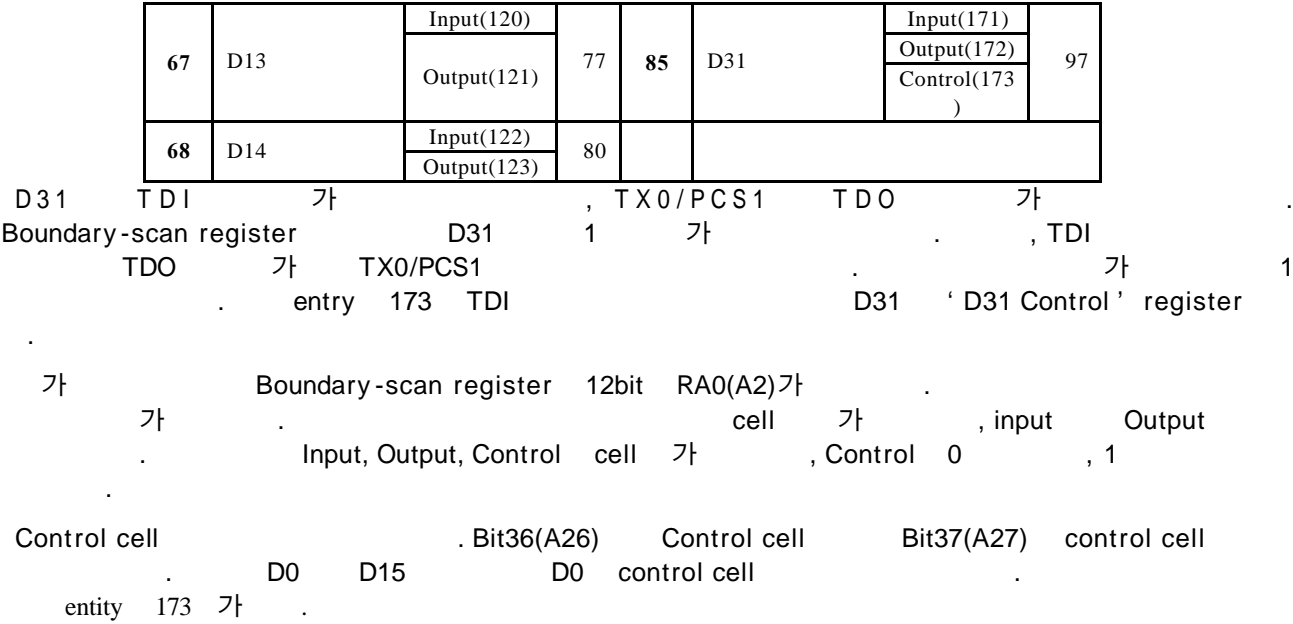 67 D13 Input(120) 77 85 D31 Input(171) 97
Output(121) Output(172)
Control(173
)
68 D14 Input(122) 80
Output(123)
D31 TDI 가 , TX0/PCS1 TDO 가 .
Boundary-scan register D31 1 가 . , TDI
TDO 가 TX0/PCS1 . 가 1
. entry 173 TDI D31 ‘ D31 Control ’ register
.
가 Boundary-scan register 12bit RA0(A2)가 .
가 . cell 가 , input Output
. Input, Output, Control cell 가 , Control 0 , 1
.
Control cell . Bit36(A26) Control cell Bit37(A27) control cell
. D0 D15 D0 control cell .
entity 173 가 .